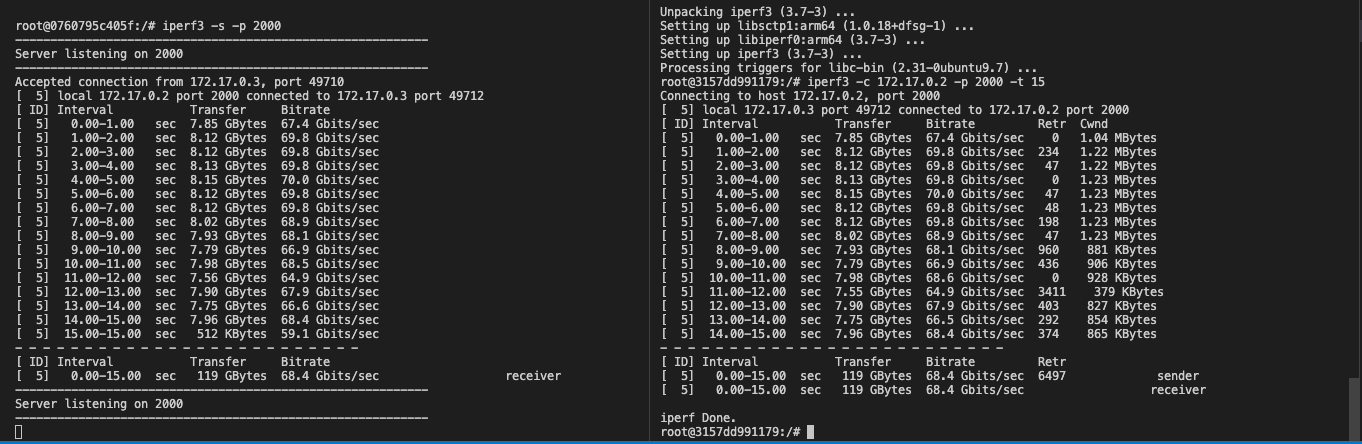 root@0760795c405f:/# iperf3 -s -p 2000
-----------------------------------------------------------
Server listening on 2000
-----------------------------------------------------------
Accepted connection from 172.17.0.3, port 49710
[  5] local 172.17.0.2 port 2000 connected to 172.17.0.3 port 49712
[ ID] Interval           Transfer     Bitrate
[  5]   0.00-1.00   sec  7.85 GBytes  67.4 Gbits/sec
[  5]   1.00-2.00   sec  8.12 GBytes  69.8 Gbits/sec
[  5]   2.00-3.00   sec  8.12 GBytes  69.8 Gbits/sec
[  5]   3.00-4.00   sec  8.13 GBytes  69.8 Gbits/sec
[  5]   4.00-5.00   sec  8.15 GBytes  70.0 Gbits/sec
[  5]   5.00-6.00   sec  8.12 GBytes  69.8 Gbits/sec
[  5]   6.00-7.00   sec  8.12 GBytes  69.8 Gbits/sec
[  5]   7.00-8.00   sec  8.02 GBytes  68.9 Gbits/sec
[  5]   8.00-9.00   sec  7.93 GBytes  68.1 Gbits/sec
[  5]   9.00-10.00  sec  7.79 GBytes  66.9 Gbits/sec
[  5]  10.00-11.00  sec  7.98 GBytes  68.5 Gbits/sec
[  5]  11.00-12.00  sec  7.56 GBytes  64.9 Gbits/sec
[  5]  12.00-13.00  sec  7.90 GBytes  67.9 Gbits/sec
[  5]  13.00-14.00  sec  7.75 GBytes  66.6 Gbits/sec
[  5]  14.00-15.00  sec  7.96 GBytes  68.4 Gbits/sec
[  5]  15.00-15.00  sec  512 KBytes  59.1 Gbits/sec
- - - - - - - - - - - - - - - - - - - - - - - - -
[ ID] Interval           Transfer     Bitrate
[  5]   0.00-15.00  sec  119 GBytes  68.4 Gbits/sec                  receiver
-----------------------------------------------------------
Server listening on 2000
-----------------------------------------------------------
Unpacking iperf3 (3.7-3) ...
Setting up libsctp1:arm64 (1.0.18+dfsg-1) ...
Setting up libiperf0:arm64 (3.7-3) ...
Setting up iperf3 (3.7-3) ...
Processing triggers for libc-bin (2.31-0ubuntu9.7) ...
root@3157dd991179:/# iperf3 -c 172.17.0.2 -p 2000 -t 15
Connecting to host 172.17.0.2, port 2000
[  5] local 172.17.0.3 port 49712 connected to 172.17.0.2 port 2000
[ ID] Interval           Transfer     Bitrate         Retr  Cwnd
[  5]   0.00-1.00   sec  7.85 GBytes  67.4 Gbits/sec    0   1.04 MBytes
[  5]   1.00-2.00   sec  8.12 GBytes  69.8 Gbits/sec  234   1.22 MBytes
[  5]   2.00-3.00   sec  8.12 GBytes  69.8 Gbits/sec   47   1.22 MBytes
[  5]   3.00-4.00   sec  8.13 GBytes  69.8 Gbits/sec    0   1.23 MBytes
[  5]   4.00-5.00   sec  8.15 GBytes  70.0 Gbits/sec   47   1.23 MBytes
[  5]   5.00-6.00   sec  8.12 GBytes  69.8 Gbits/sec   48   1.23 MBytes
[  5]   6.00-7.00   sec  8.12 GBytes  69.8 Gbits/sec  198   1.23 MBytes
[  5]   7.00-8.00   sec  8.02 GBytes  68.9 Gbits/sec   47   1.23 MBytes
[  5]   8.00-9.00   sec  7.93 GBytes  68.1 Gbits/sec  960    881 KBytes
[  5]   9.00-10.00  sec  7.79 GBytes  66.9 Gbits/sec  436    906 KBytes
[  5]  10.00-11.00  sec  7.98 GBytes  68.6 Gbits/sec    0    928 KBytes
[  5]  11.00-12.00  sec  7.55 GBytes  64.9 Gbits/sec  3411    379 KBytes
[  5]  12.00-13.00  sec  7.90 GBytes  67.9 Gbits/sec  403    827 KBytes
[  5]  13.00-14.00  sec  7.75 GBytes  66.5 Gbits/sec  292    854 KBytes
[  5]  14.00-15.00  sec  7.96 GBytes  68.4 Gbits/sec  374    865 KBytes
- - - - - - - - - - - - - - - - - - - - - - - - -
[ ID] Interval           Transfer     Bitrate         Retr
[  5]   0.00-15.00  sec  119 GBytes  68.4 Gbits/sec  6497             sender
[  5]   0.00-15.00  sec  119 GBytes  68.4 Gbits/sec                  receiver
iperf Done.
root@3157dd991179:/#